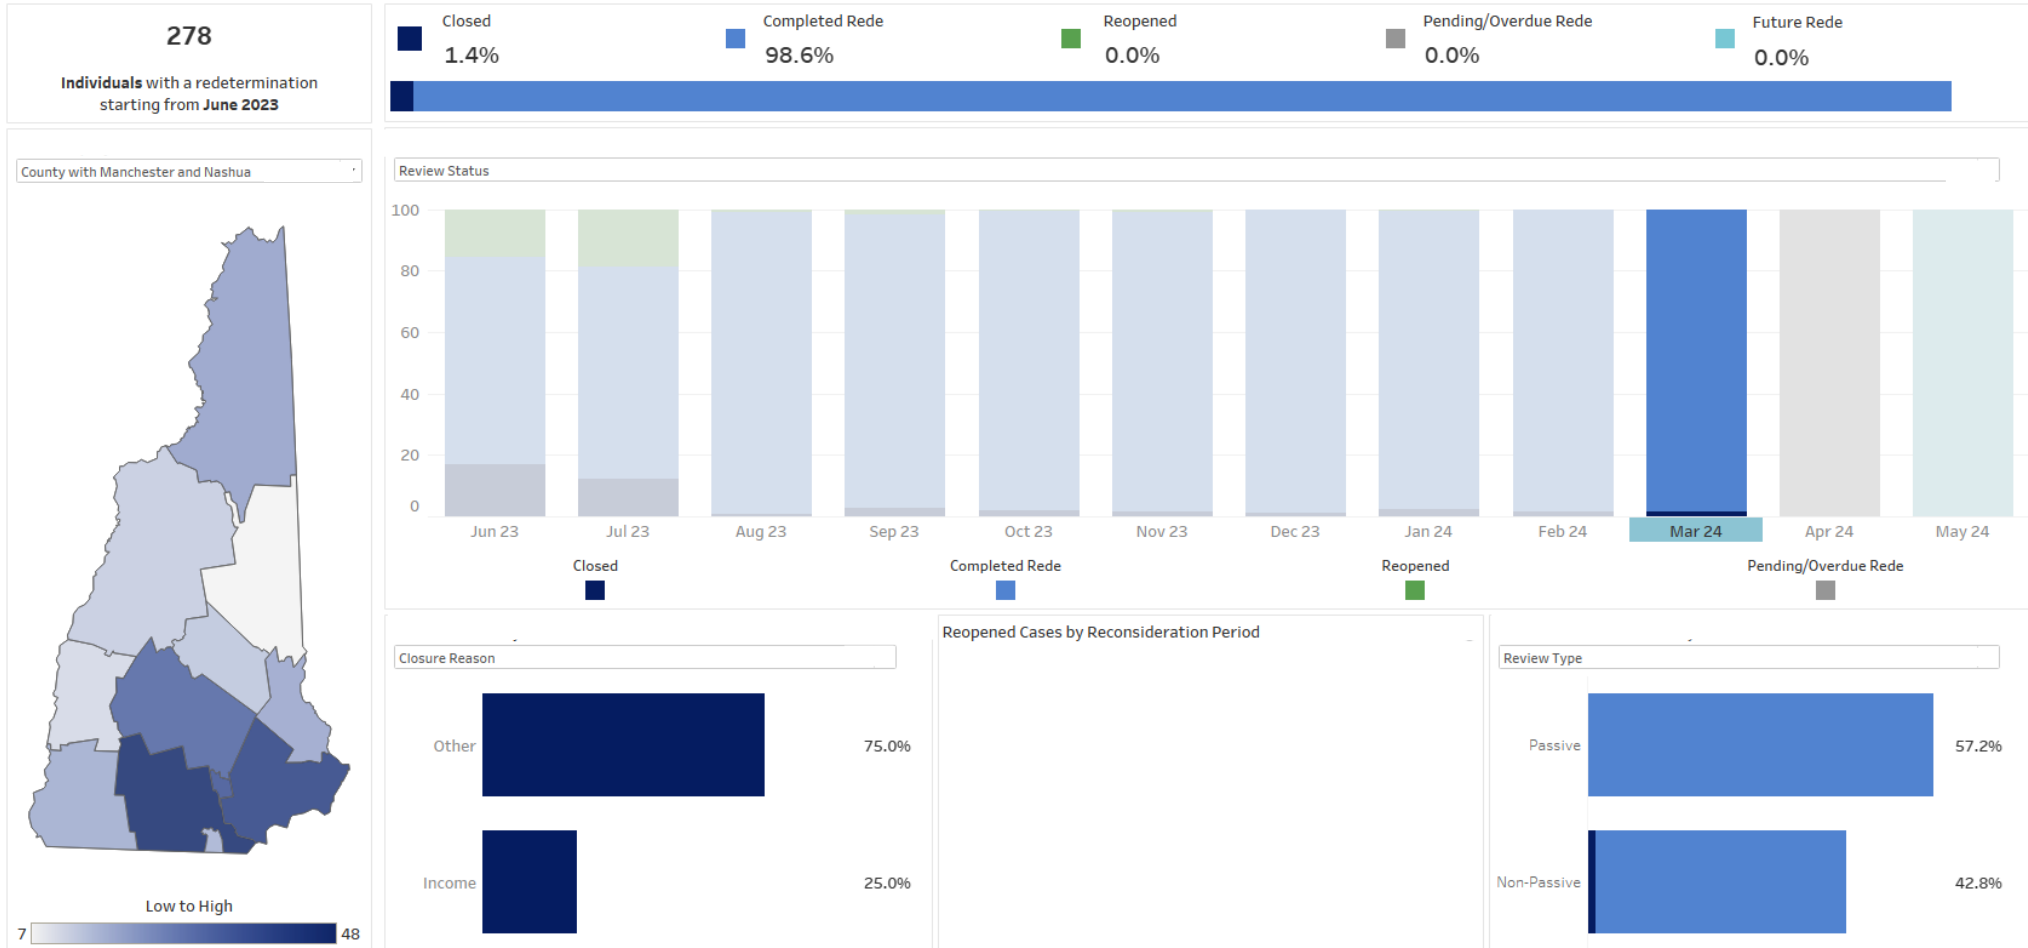 278
Individuals with a redetermination
starting from June 2023
Closed
1.4%
Completed Rede
98.6%
Reopened
0.0%
Pending/Overdue Rede
0.0%
Future Rede
0.0%
County with Manchester and Nashua
Low to High
7
48
Review Status
100
80
60
40
20
0
Jun 23
Jul 23
Aug 23
Sep 23
Oct 23
Nov 23
Dec 23
Jan 24
Feb 24
Mar 24
Apr 24
May 24
Closed
Completed Rede
Reopened
Pending/Overdue Rede
Closure Reason
Other
75.0%
Income
25.0%
Reopened Cases by Reconsideration Period
Review Type
Passive
57.2%
Non-Passive
42.8%